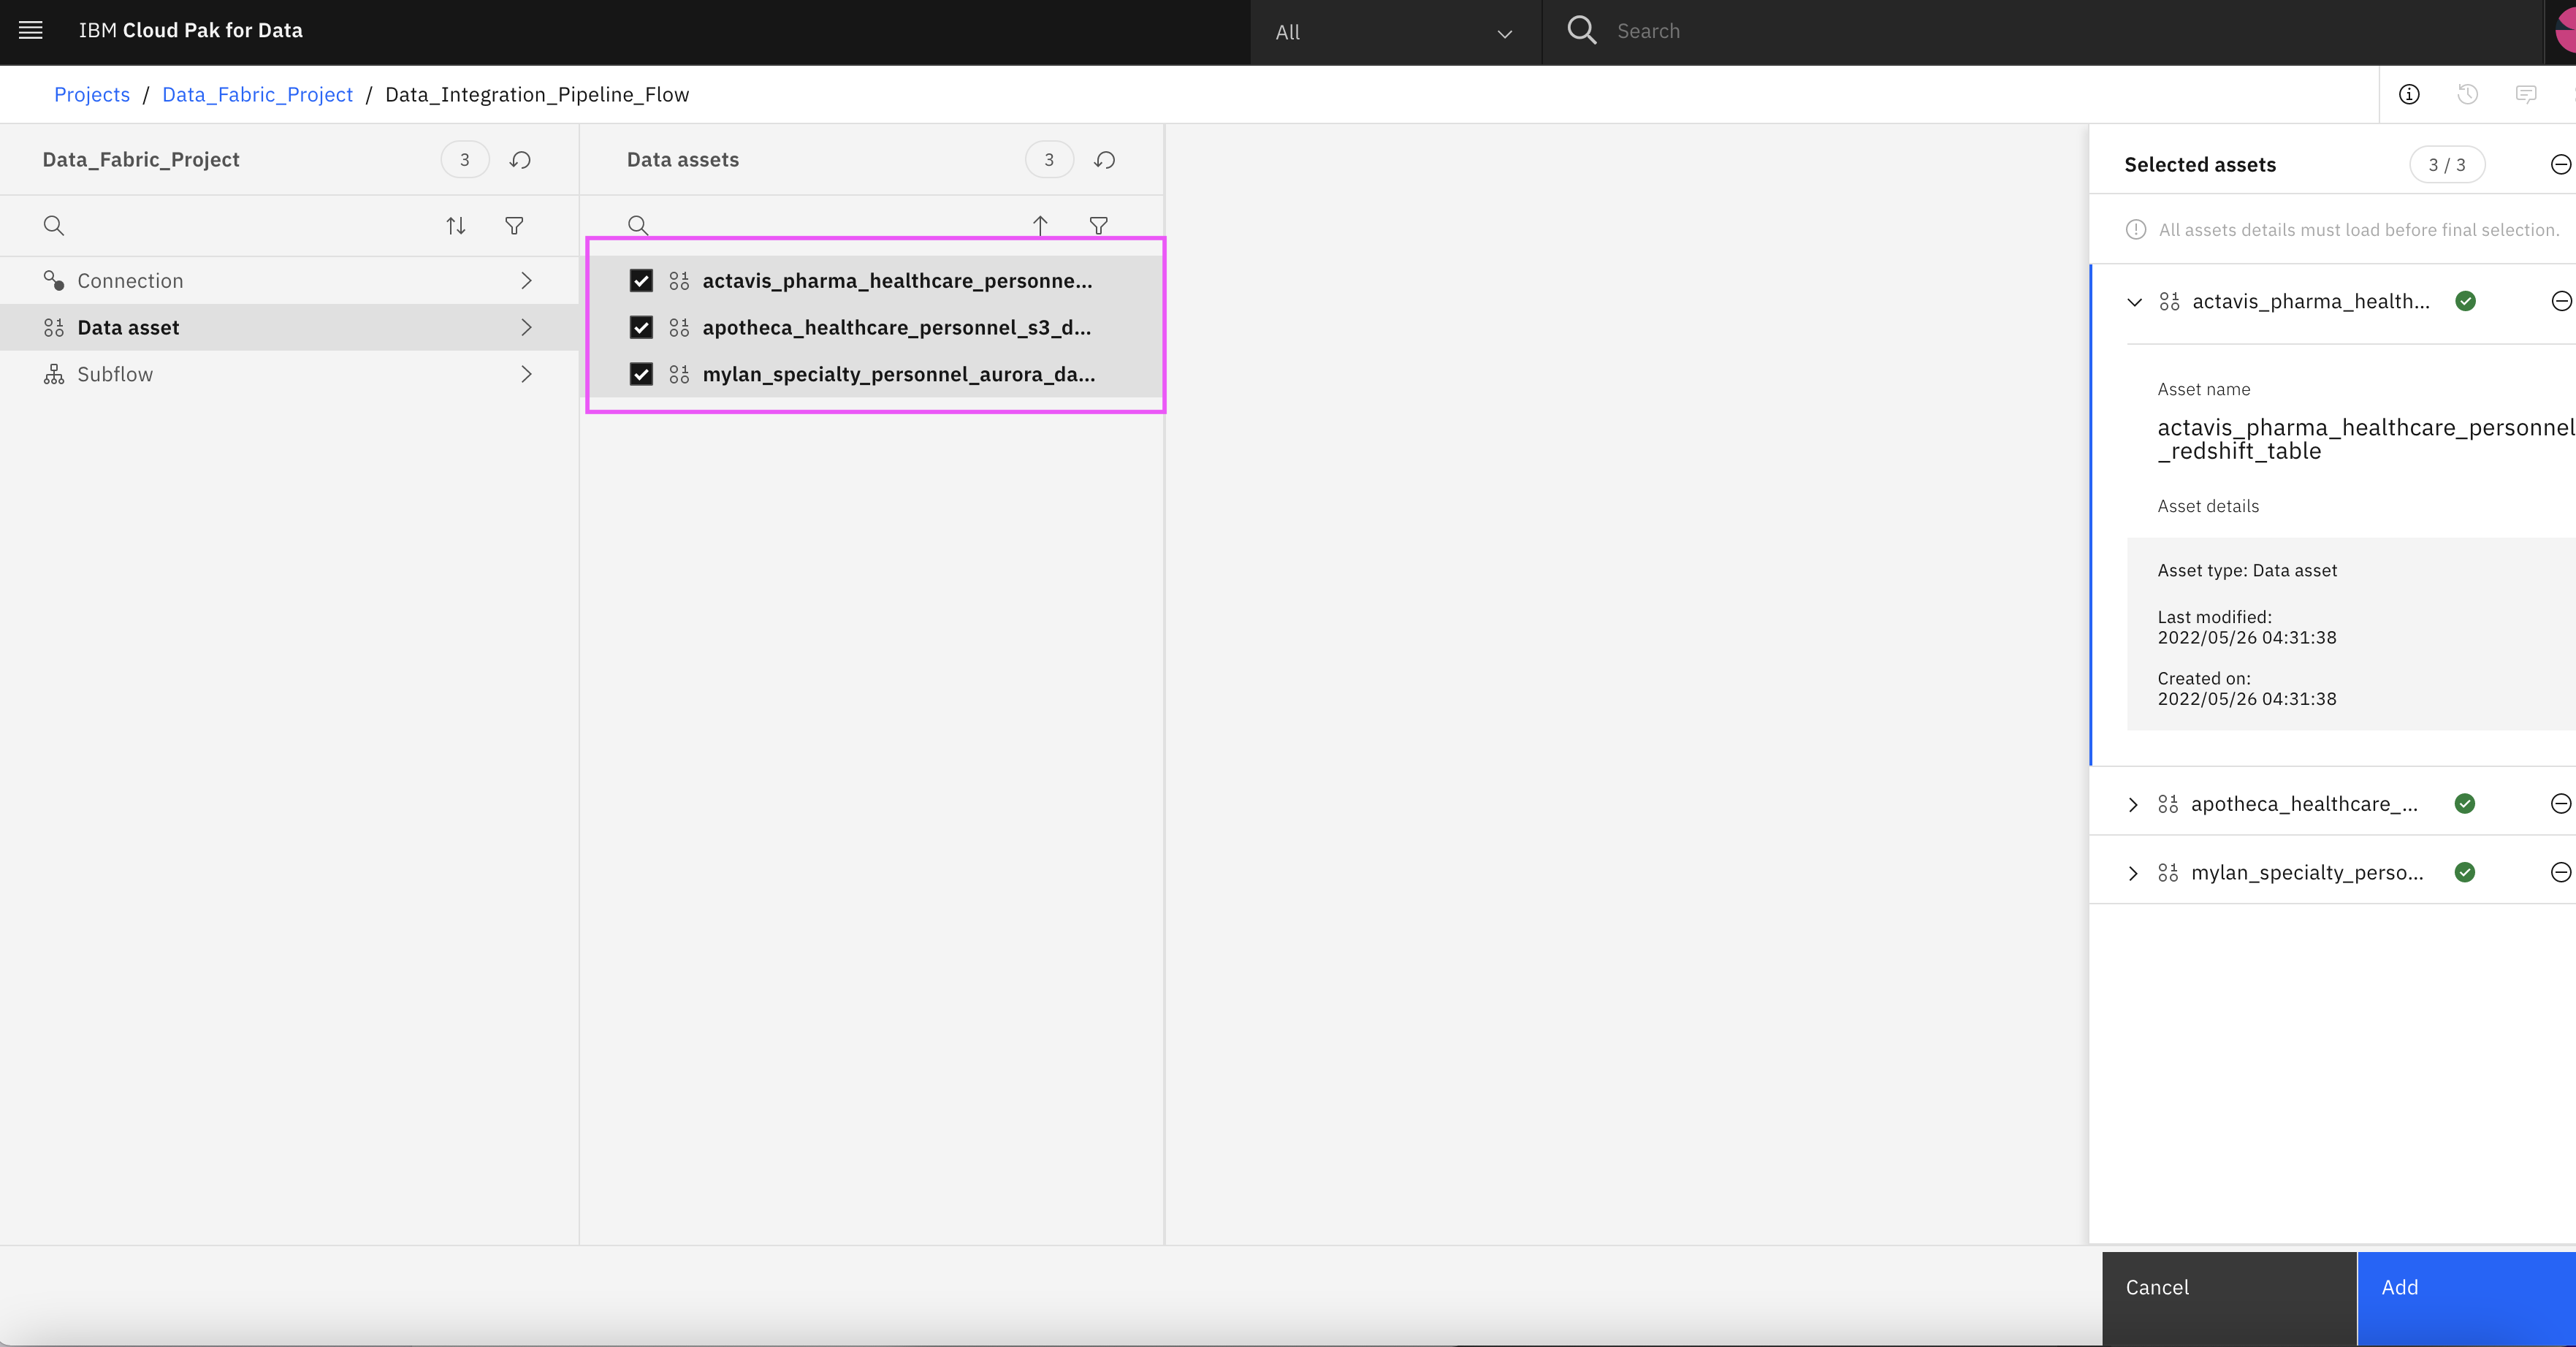 IBM Cloud Pak for Data
All
Search
Projects / Data_Fabric_Project / Data_Integration_Pipeline_Flow
Data_Fabric_Project
3
Connection
Data asset
Subflow
Data assets
3
actavis_pharma_healthcare_personne...
apotheca_healthcare_personnel_s3_d...
mylan_specialty_personnel_aurora_da...
Selected assets
3 / 3
All assets details must load before final selection.
actavis_pharma_health...
Asset name
actavis_pharma_healthcare_personnel
_redshift_table
Asset details
Asset type: Data asset
Last modified:
2022/05/26 04:31:38
Created on:
2022/05/26 04:31:38
apotheca_healthcare_...
mylan_specialty_perso...
Cancel
Add